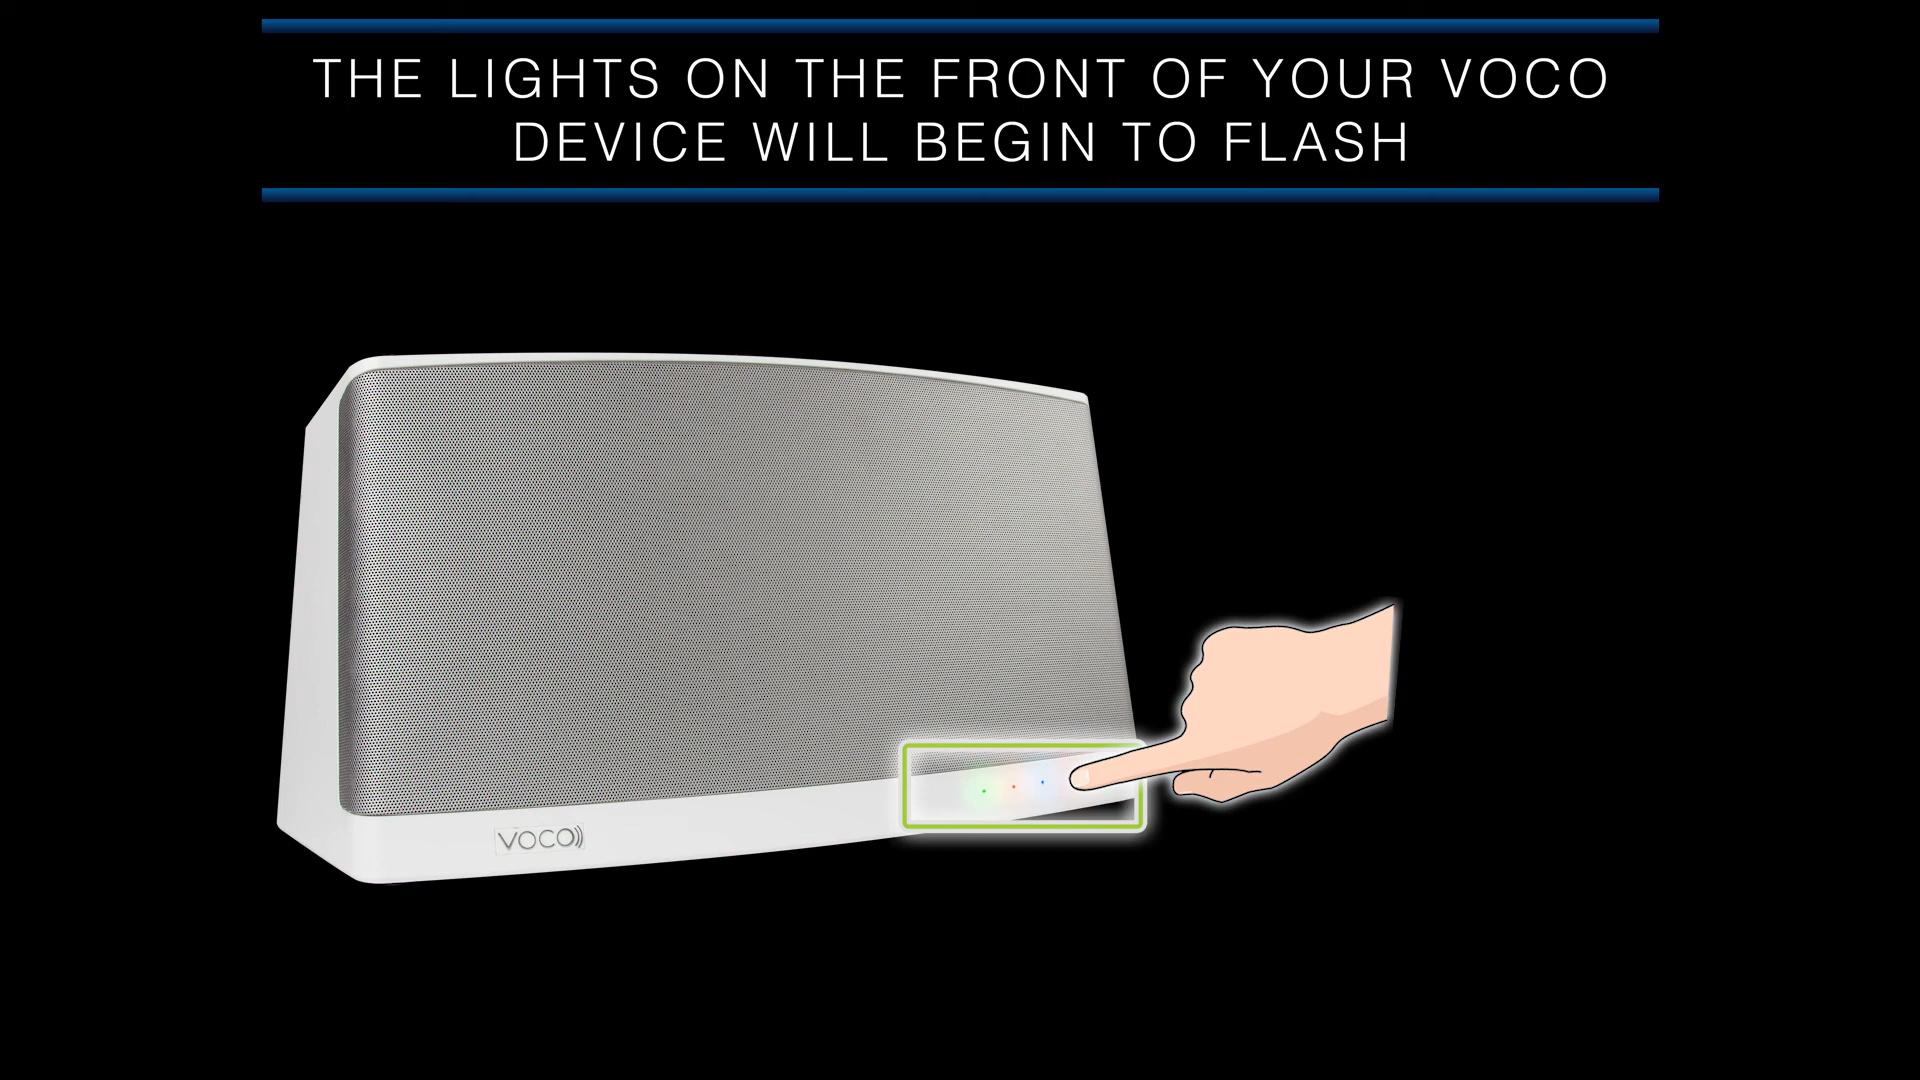 THE LIGHTS ON THE FRONT OF YOUR VOCO
DEVICE WILL BEGIN TO FLASH
VOCO